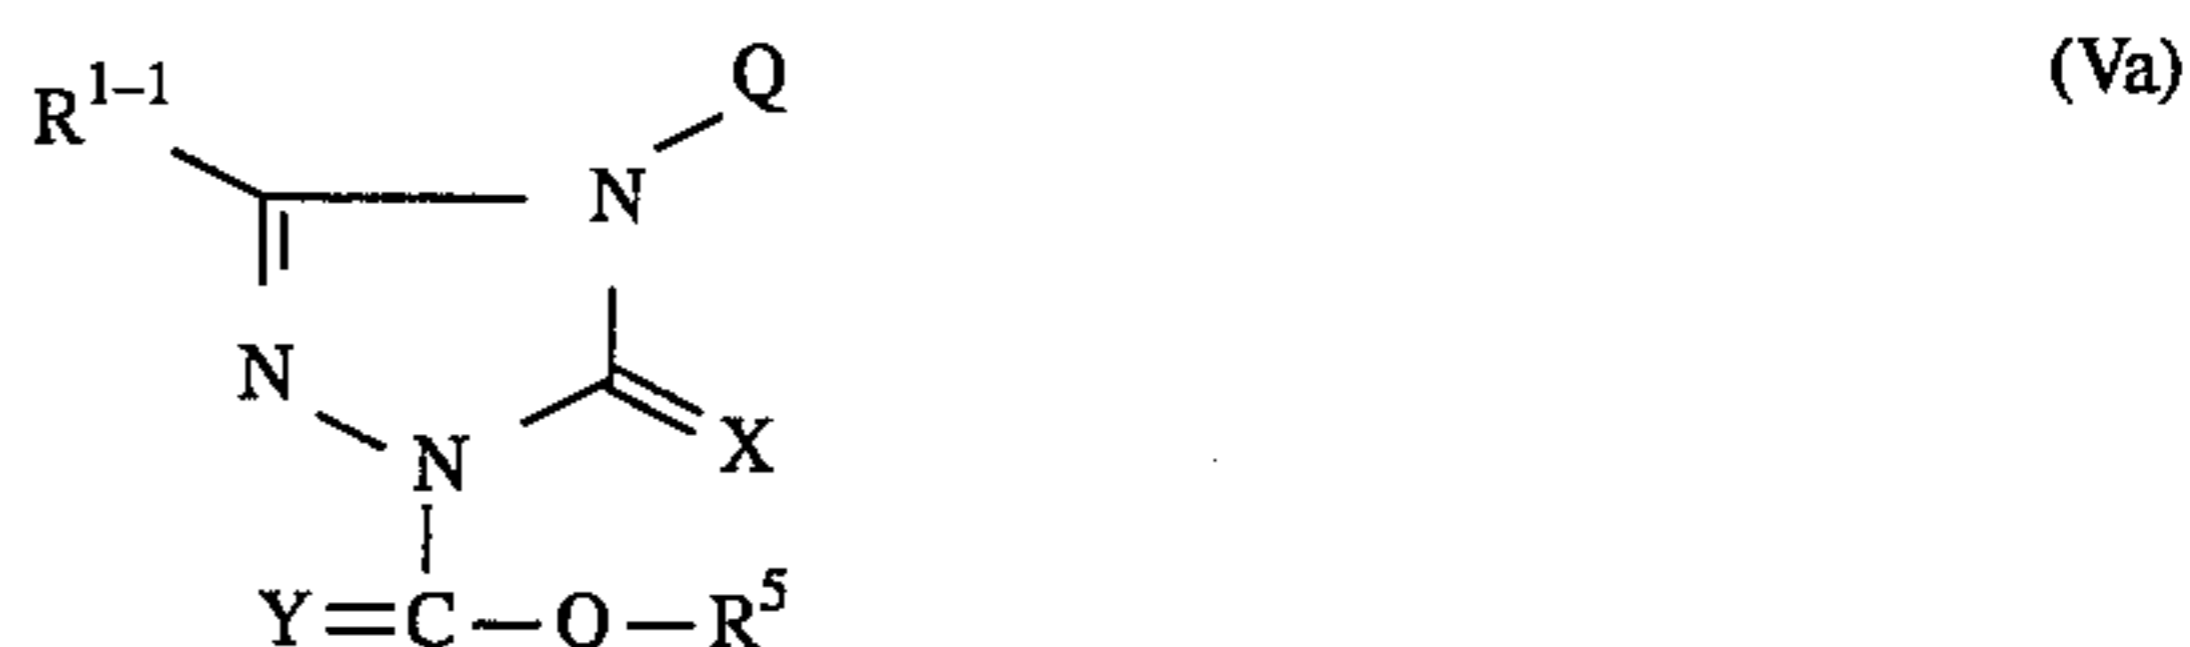 Q (Va)
R¹⁻¹
N
N
X
N
Y=C—O—R⁵